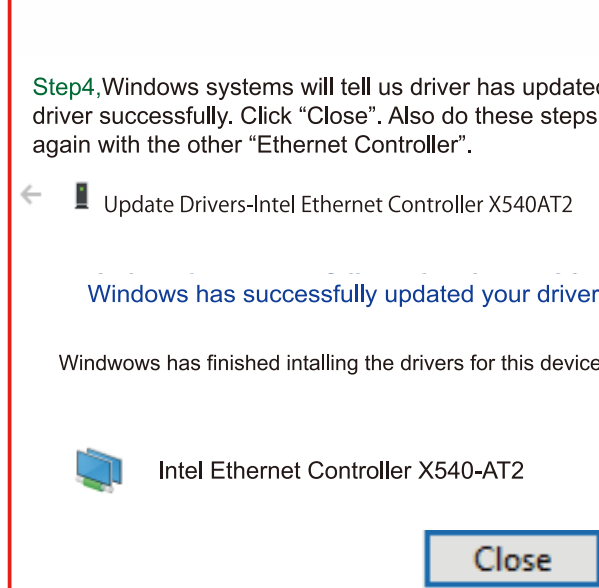 Step4,Windows systems will tell us driver has updated
driver successfully. Click “Close”. Also do these steps
again with the other “Ethernet Controller”.
Update Drivers-Intel Ethernet Controller X540AT2
Windows has successfully updated your driver
Windwows has finished intalling the drivers for this device
Intel Ethernet Controller X540-AT2
Close